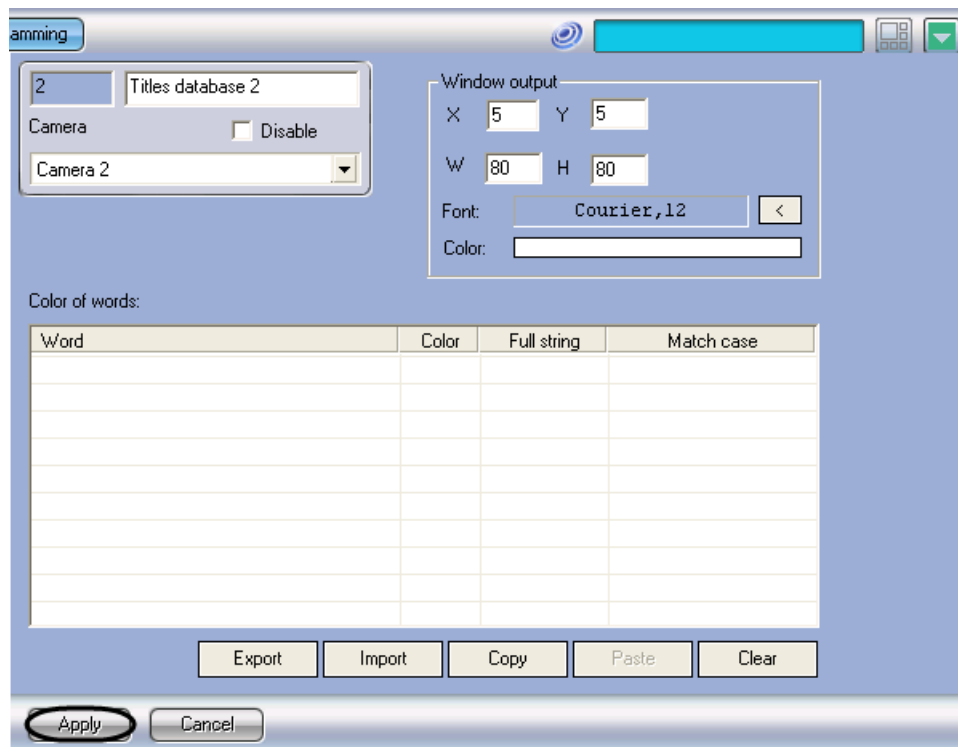 amming
2 Titles database 2
Camera Disable
Camera 2
Window output
X 5 Y 5
W 80 H 80
Font: Courier,12 <
Color:
Color of words:
Word Color Full string Match case
Export Import Copy Paste Clear
Apply Cancel